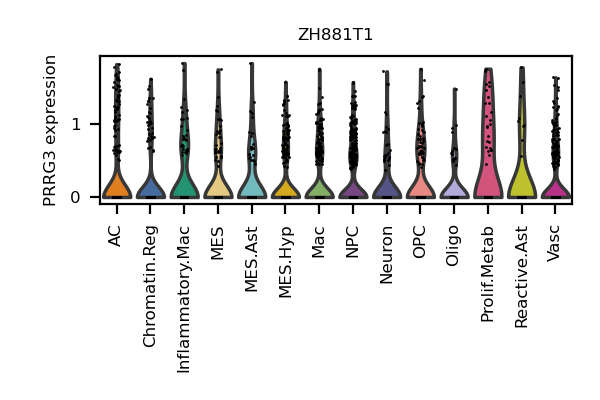 ZH881T1
PRRG3 expression
1
0
AC
Chromatin.Reg
Inflammatory.Mac
MES
MES.Ast
MES.Hyp
Mac
NPC
Neuron
OPC
Oligo
Prolif.Metab
Reactive.Ast
Vasc